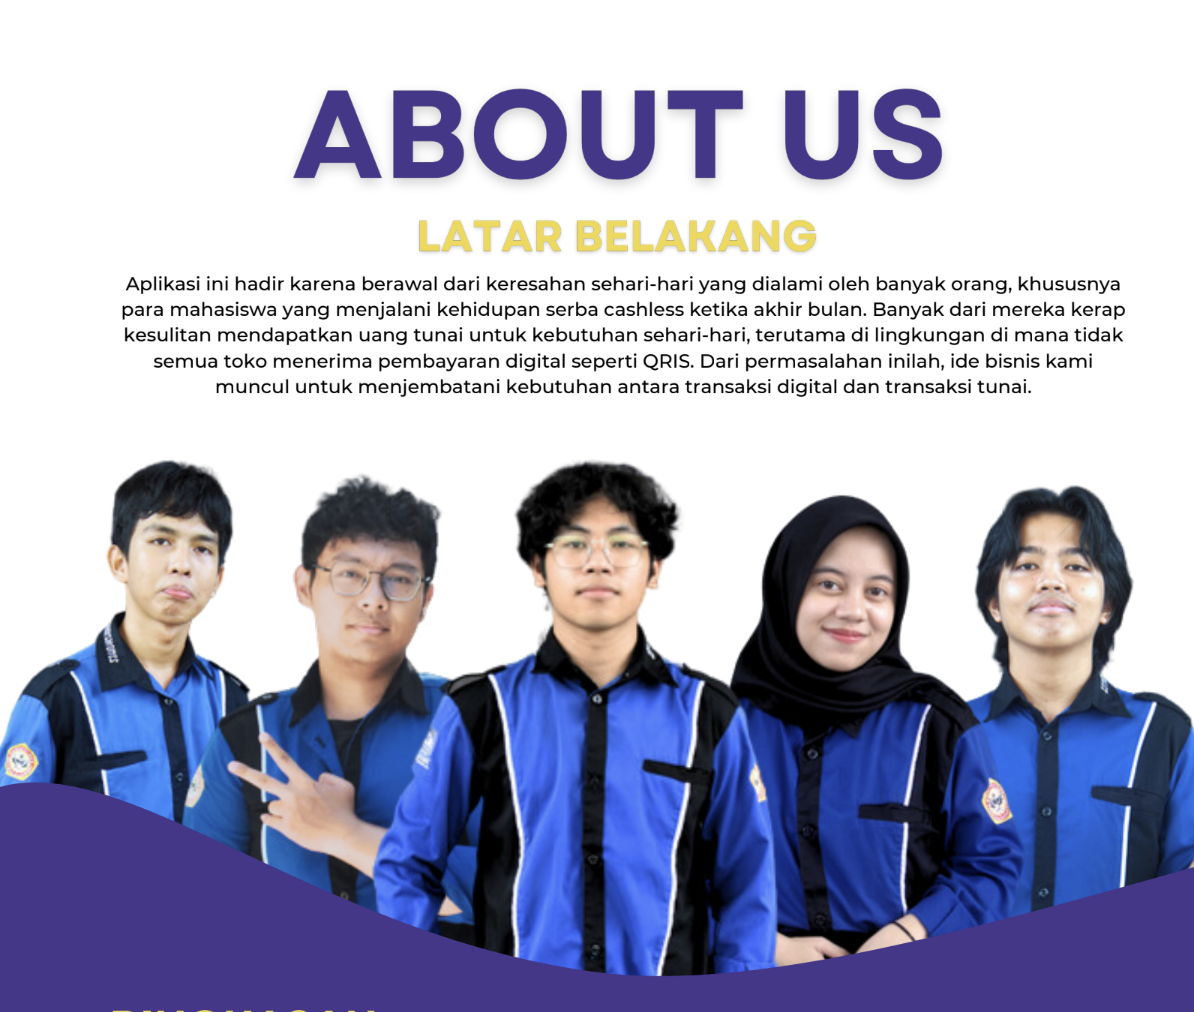 ABOUT US
LATAR BELAKANG
Aplikasi ini hadir karena berawal dari keresahan sehari-hari yang dialami oleh banyak orang, khususnya
para mahasiswa yang menjalani kehidupan serba cashless ketika akhir bulan. Banyak dari mereka kerap
kesulitan mendapatkan uang tunai untuk kebutuhan sehari-hari, terutama di lingkungan di mana tidak
semua toko menerima pembayaran digital seperti QRIS. Dari permasalahan inilah, ide bisnis kami
muncul untuk menjembatani kebutuhan antara transaksi digital dan transaksi tunai.